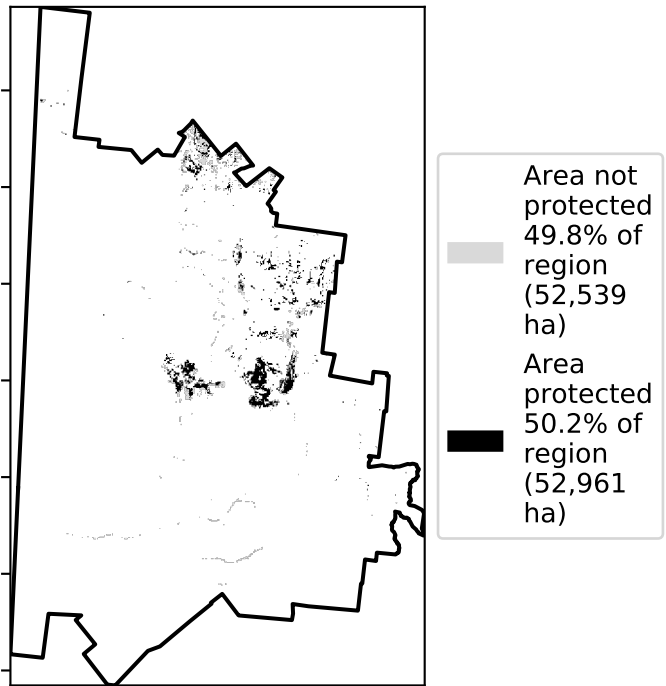 Area not
protected
49.8% of
region
(52,539
ha)
Area
protected
50.2% of
region
(52,961
ha)